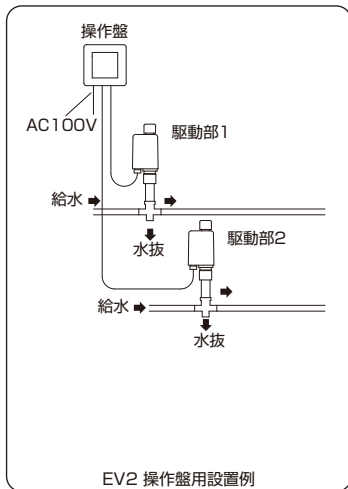 操作盤
AC100V
駆動部1
給水
水抜
駆動部2
給水
水抜
EV2 操作盤用設置例